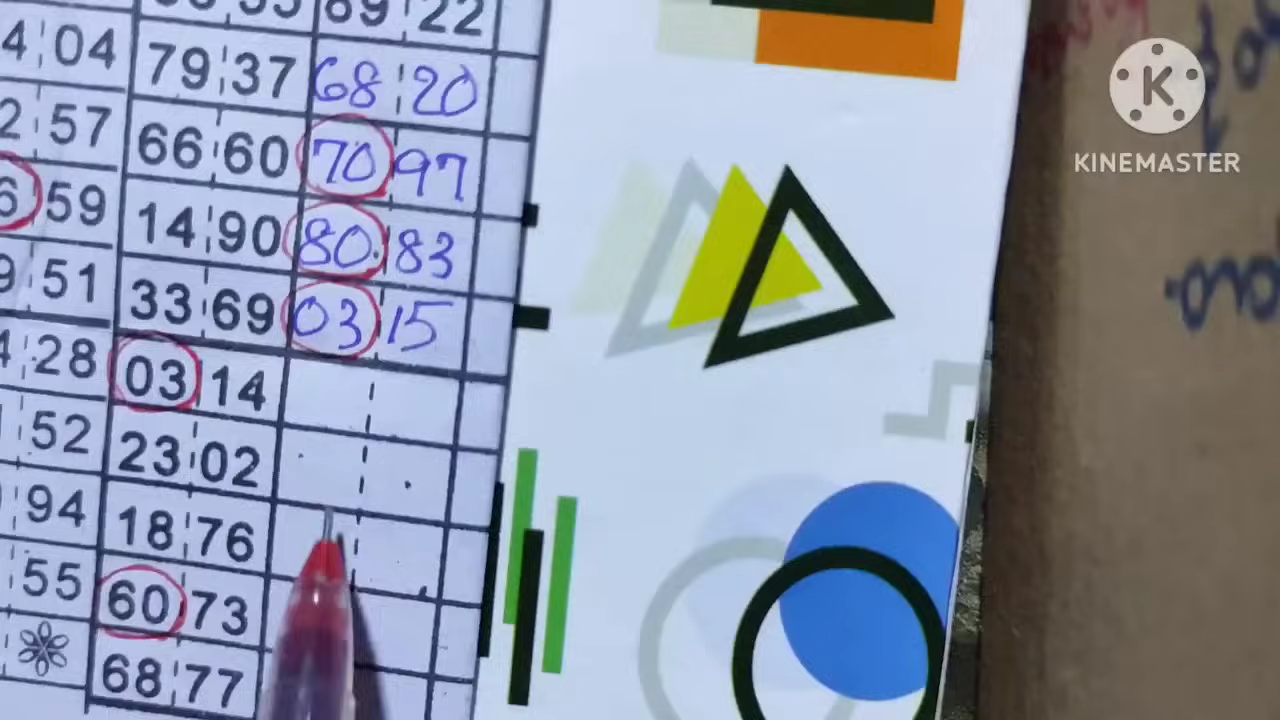 89 22
4 04 79 37 68 20
2 57 66 60 70 97
6 59 14 90 80 83
9 51 33 69 03 15
4 28 03 14
52 23 02
94 18 76
55 60 73
68 77
K
KINEMASTER